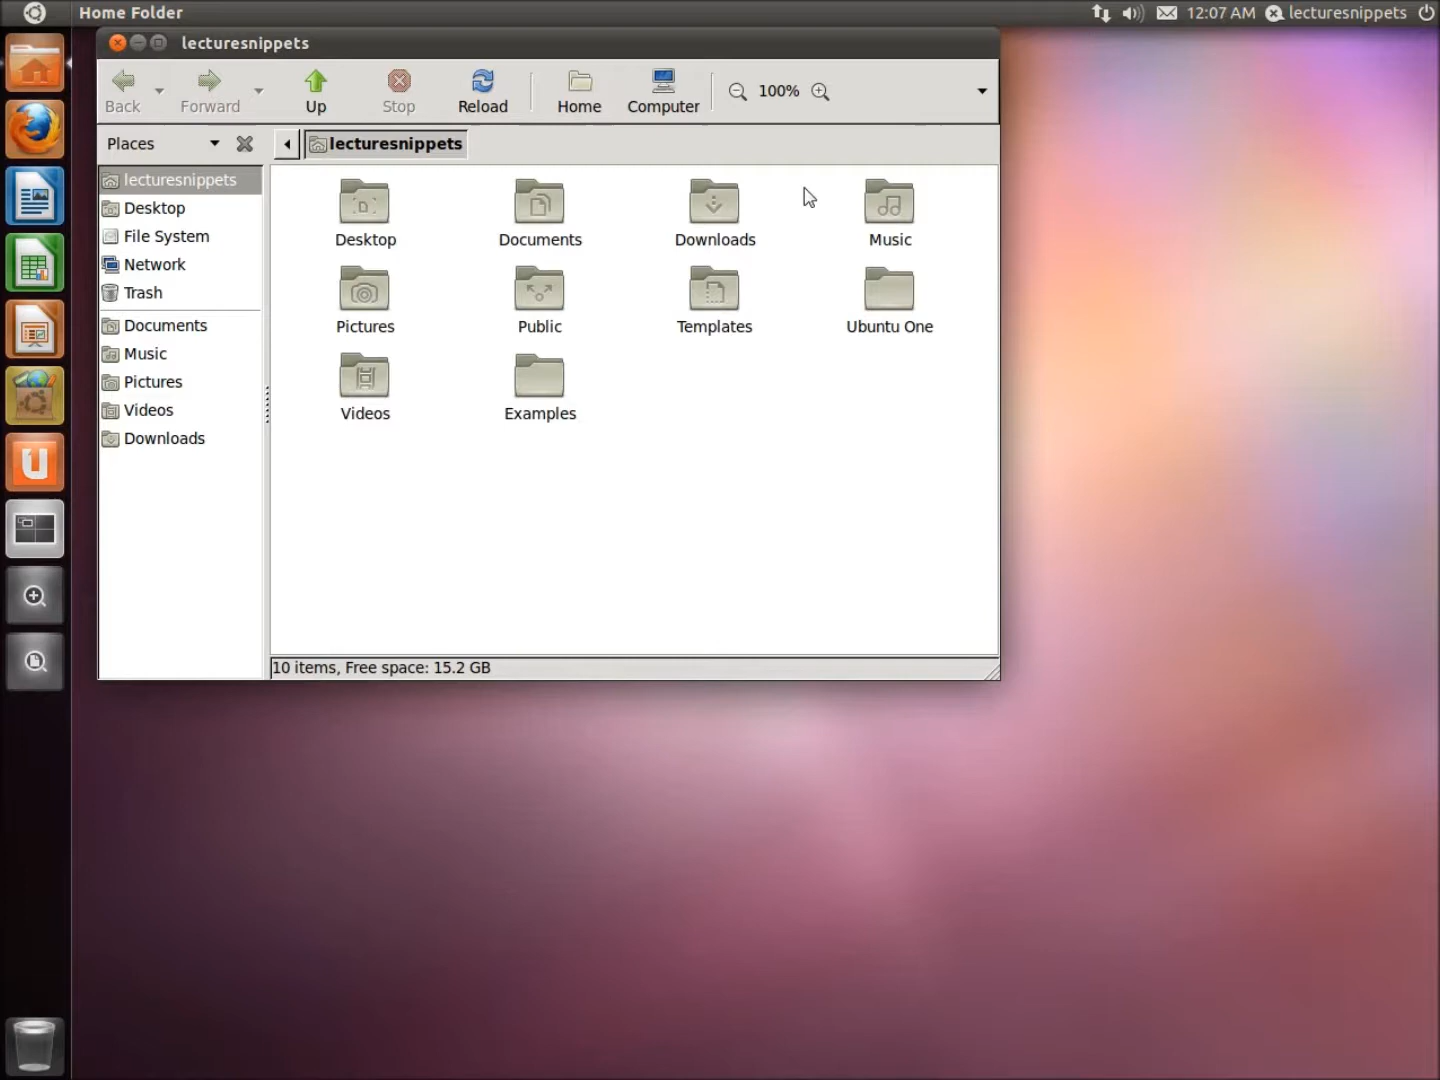 Home Folder
12:07 AM lecturesnippets
lecturesnippets
Back Forward Up Stop Reload Home Computer 100%
Places lecturesnippets
lecturesnippets
Desktop
File System
Network
Trash
Documents
Music
Pictures
Videos
Downloads
Desktop Documents Downloads Music
Pictures Public Templates Ubuntu One
Videos Examples
10 items, Free space: 15.2 GB